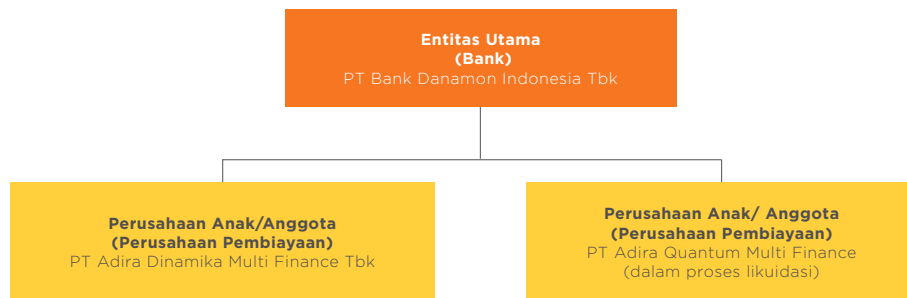 Entitas Utama
(Bank)
PT Bank Danamon Indonesia Tbk
Perusahaan Anak/Anggota
(Perusahaan Pembiayaan)
PT Adira Dinamika Multi Finance Tbk
Perusahaan Anak/ Anggota
(Perusahaan Pembiayaan)
PT Adira Quantum Multi Finance
(dalam proses likuidasi)